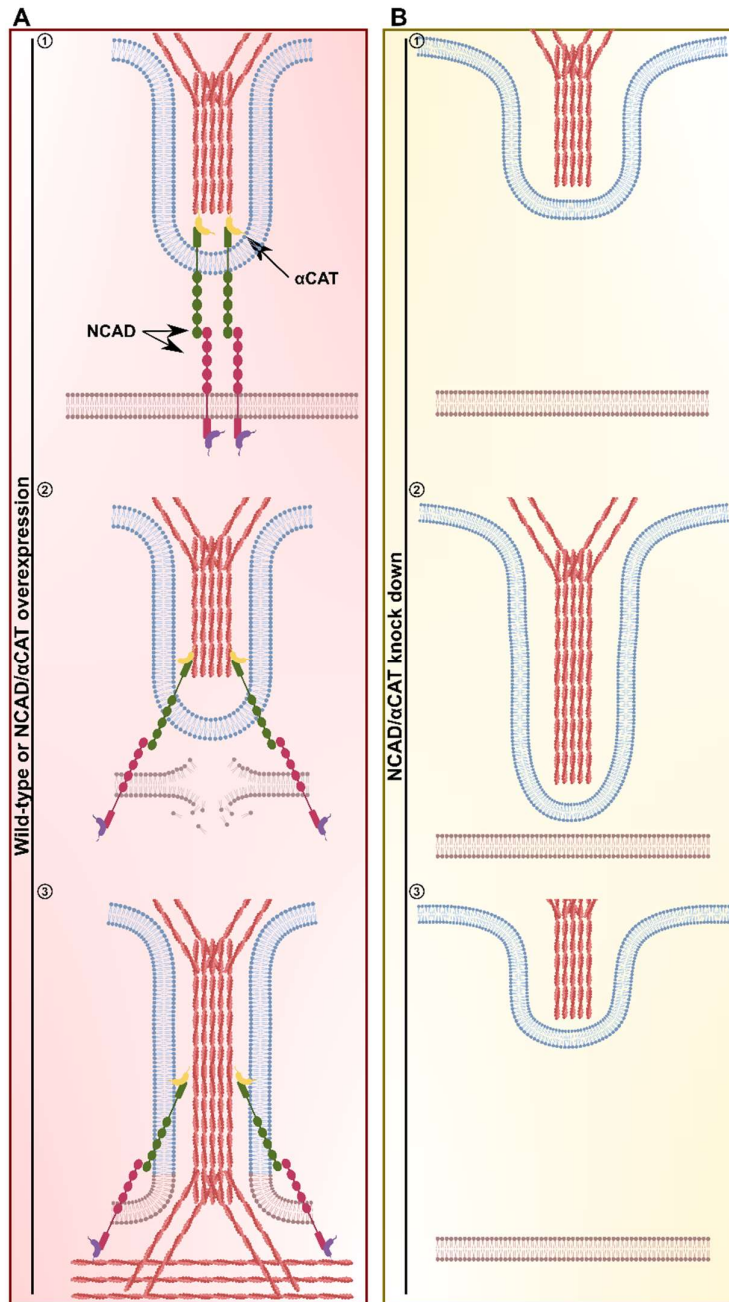 A
①
αCAT
NCAD
②
③
Wild-type or NCAD/αCAT overexpression
B
①
②
③
NCAD/αCAT knock down